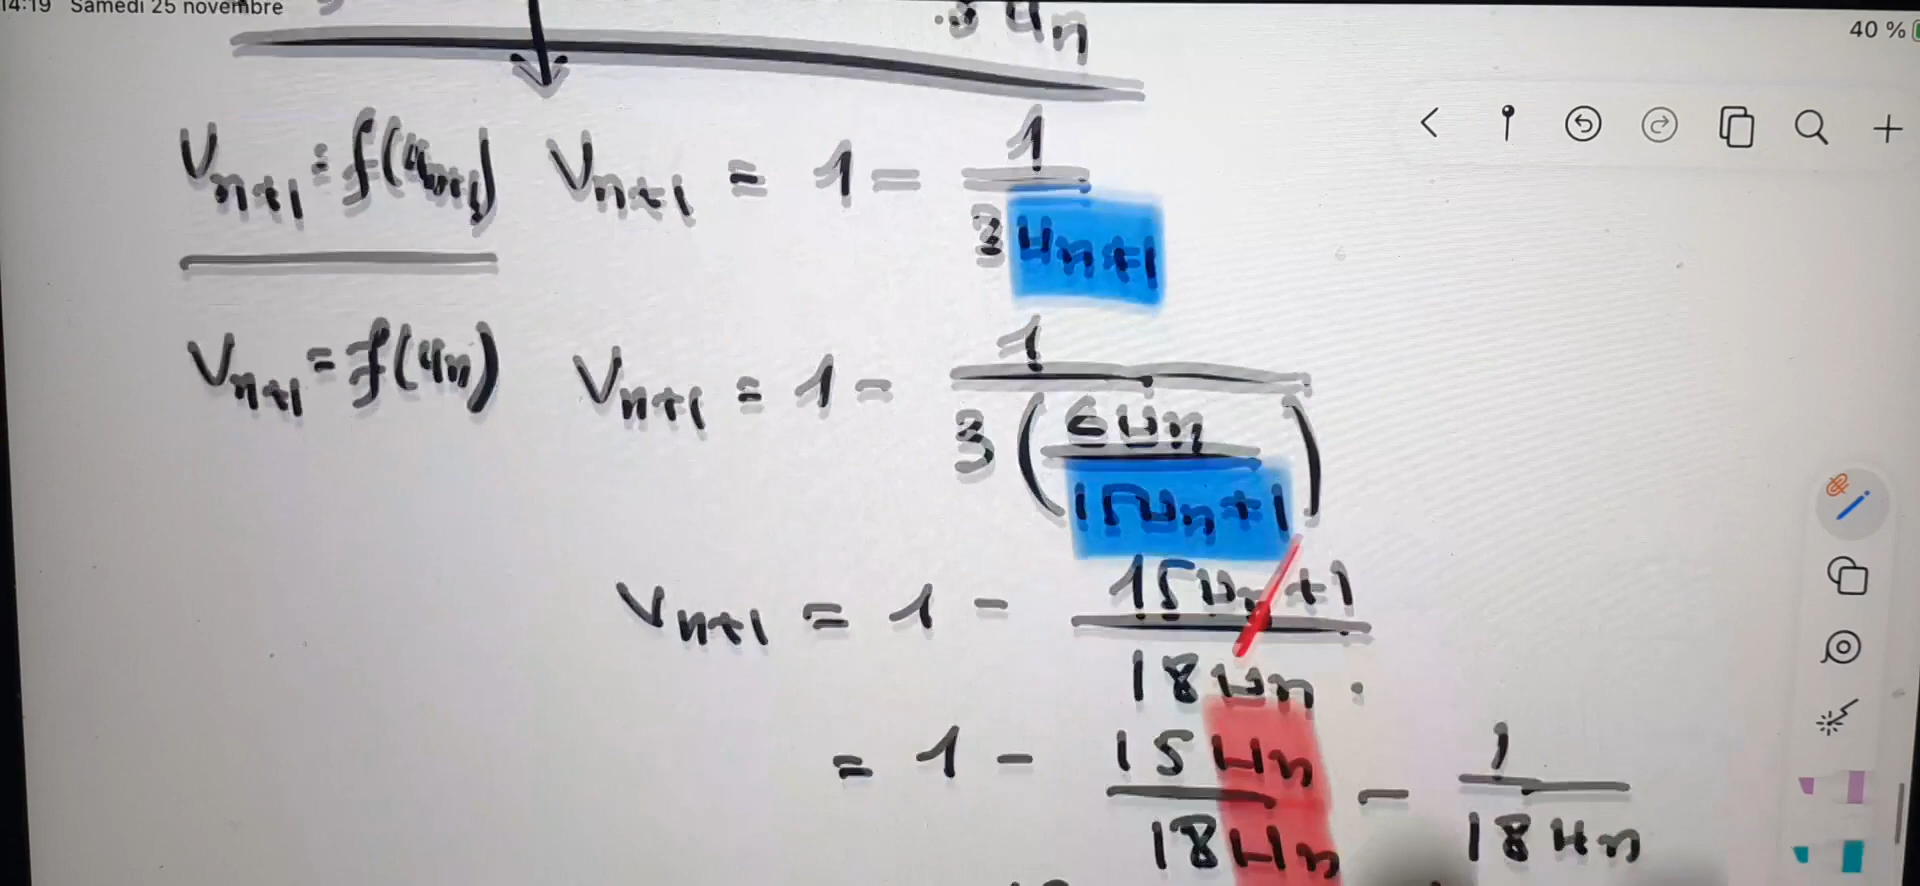 14:19 Samedi 25 novembre
40 %
.3 Un
Vn+1 = f(Un+1) Vn+1 = 1 - 1/(3 Un+1)
Vn+1 = f(Un) Vn+1 = 1 - 1/(3(6Un/(15Un+1)))
Vn+1 = 1 - (15Un+1)/(18Un).
= 1 - 15Un/18Un - 1/18Un